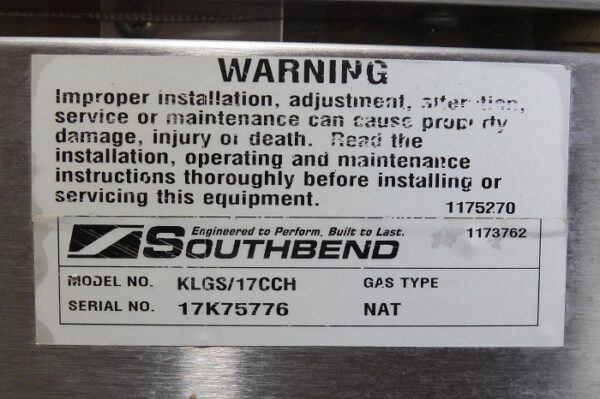 WARNING
Improper installation, adjustment, alteration,
service or maintenance can cause property
damage, injury or death. Read the
installation, operating and maintenance
instructions thoroughly before installing or
servicing this equipment.
1175270
Engineered to Perform, Built to Last.
1173762
SOUTHBEND
MODEL NO. KLGS/17CCH GAS TYPE
SERIAL NO. 17K75776 NAT